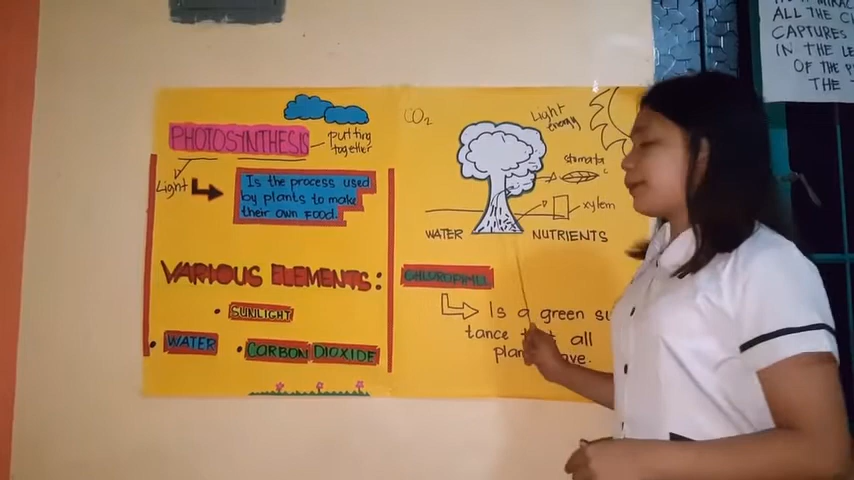 PHOTOSYNTHESIS
putting
together
Light
Is the process used
by plants to make
their own FOOD.
VARIOUS ELEMENTS:
SUNLIGHT
WATER
CARBON DIOXIDE
CO2
Light
energy
stomata
xylem
WATER
NUTRIENTS
CHLOROPHYLL
Is a green su
tance all
plan ave.
ALL THE
CAPTURES
IN THE LE
OF THE P
THE